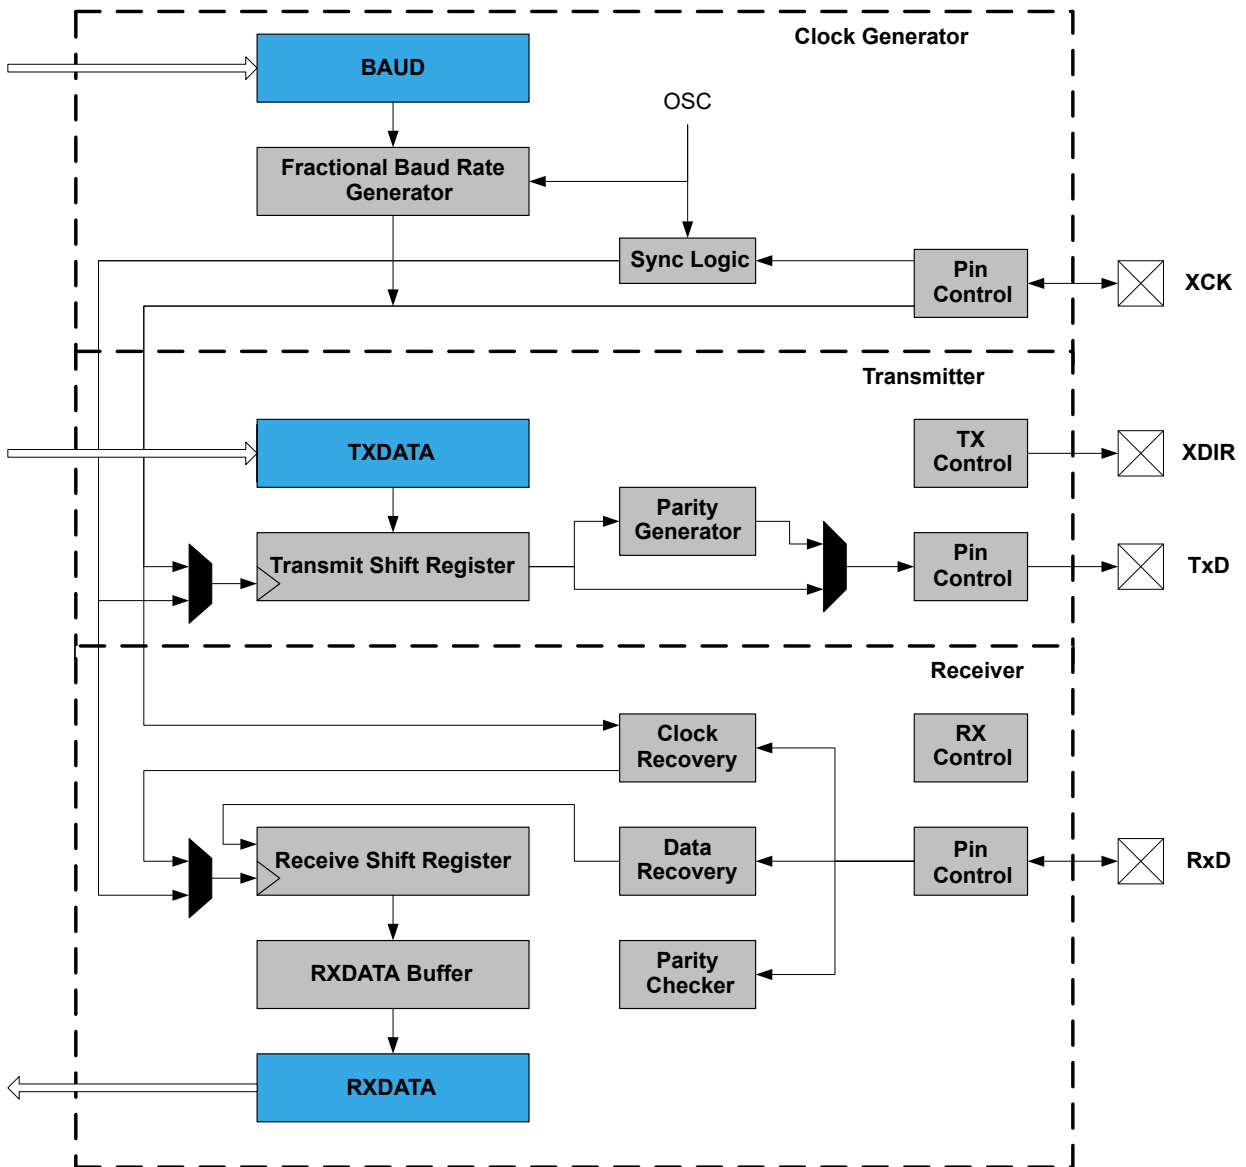 Clock Generator
BAUD
OSC
Fractional Baud Rate
Generator
Sync Logic
Pin
Control
XCK
Transmitter
TXDATA
TX
Control
XDIR
Parity
Generator
Transmit Shift Register
Pin
Control
TxD
Receiver
Clock
Recovery
RX
Control
Receive Shift Register
Data
Recovery
Pin
Control
RxD
RXDATA Buffer
Parity
Checker
RXDATA